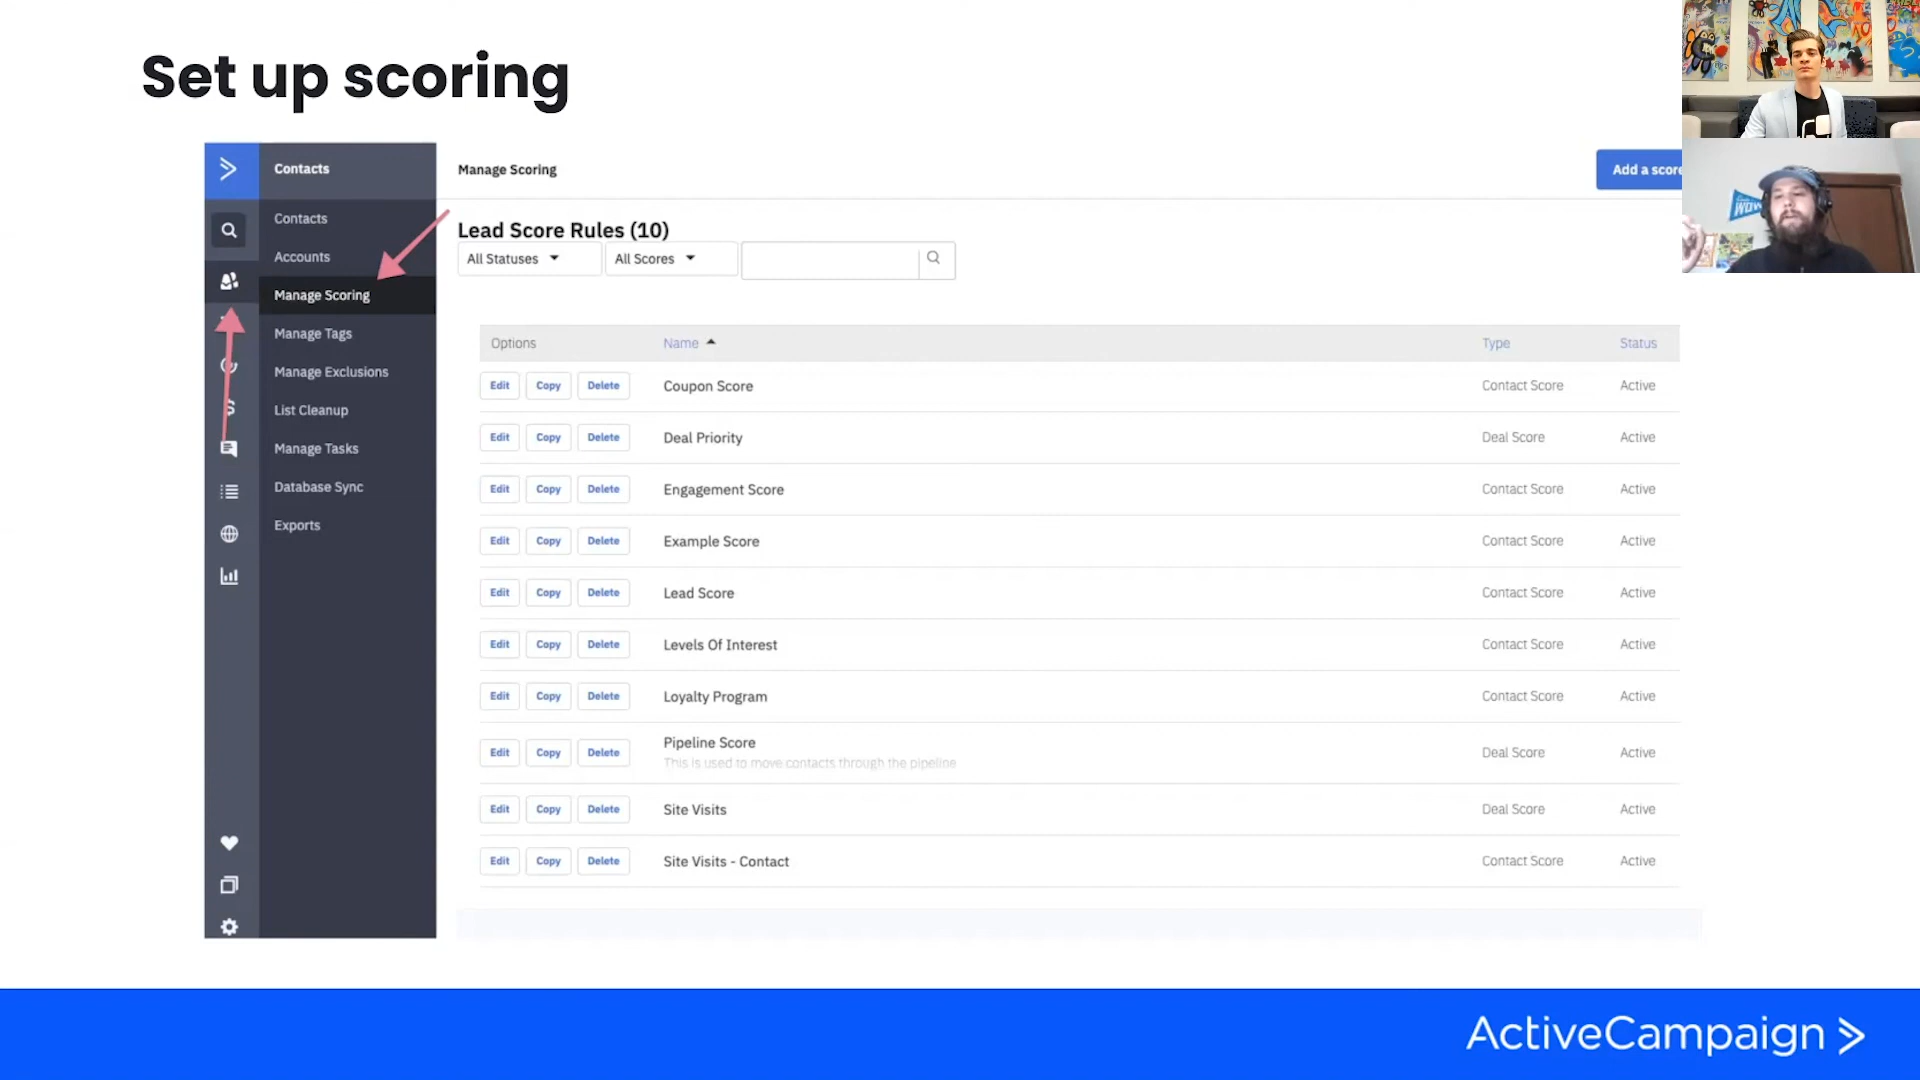 Set up scoring
Contacts
Contacts
Accounts
Manage Scoring
Manage Tags
Manage Exclusions
List Cleanup
Manage Tasks
Database Sync
Exports
Manage Scoring
Add a score
Lead Score Rules (10)
All Statuses All Scores
Options Name Type Status
Edit Copy Delete Coupon Score Contact Score Active
Edit Copy Delete Deal Priority Deal Score Active
Edit Copy Delete Engagement Score Contact Score Active
Edit Copy Delete Example Score Contact Score Active
Edit Copy Delete Lead Score Contact Score Active
Edit Copy Delete Levels Of Interest Contact Score Active
Edit Copy Delete Loyalty Program Contact Score Active
Edit Copy Delete Pipeline Score Deal Score Active
This is used to move contacts through the pipeline
Edit Copy Delete Site Visits Deal Score Active
Edit Copy Delete Site Visits - Contact Contact Score Active
WOW
ActiveCampaign